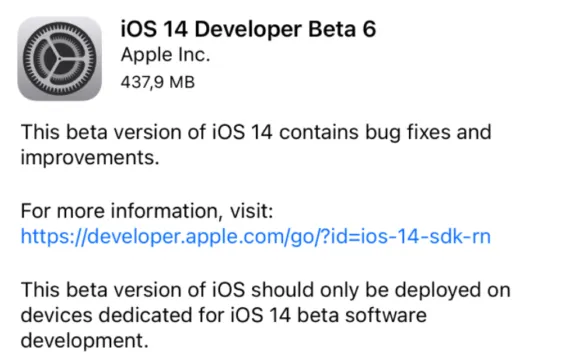 iOS 14 Developer Beta 6
Apple Inc.
437,9 MB
This beta version of iOS 14 contains bug fixes and
improvements.
For more information, visit:
https://developer.apple.com/go/?id=ios-14-sdk-rn
This beta version of iOS should only be deployed on
devices dedicated for iOS 14 beta software
development.